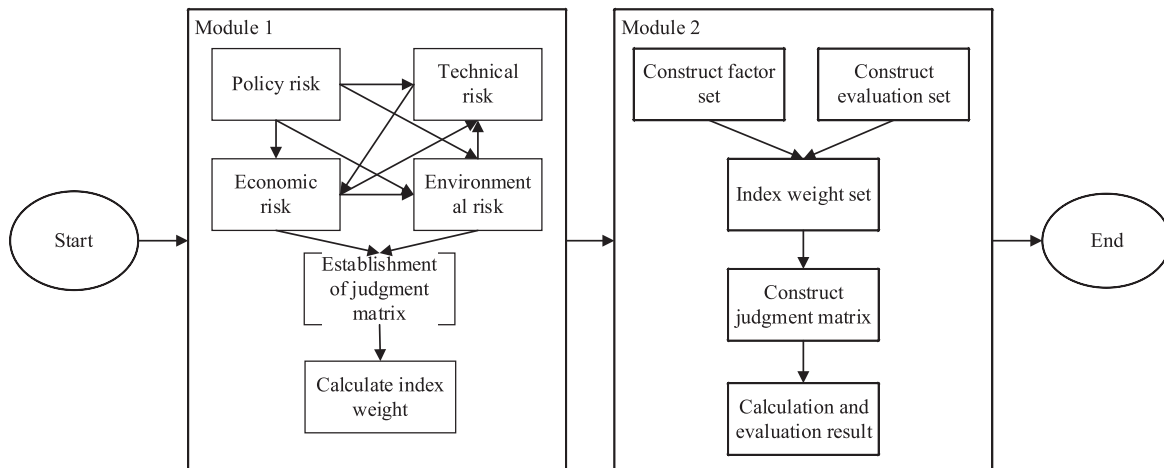 Start
Module 1
Policy risk
Technical
risk
Economic
risk
Environment
al risk
Establishment
of judgment
matrix
Calculate index
weight
Module 2
Construct factor
set
Construct
evaluation set
Index weight set
Construct
judgment matrix
Calculation and
evaluation result
End